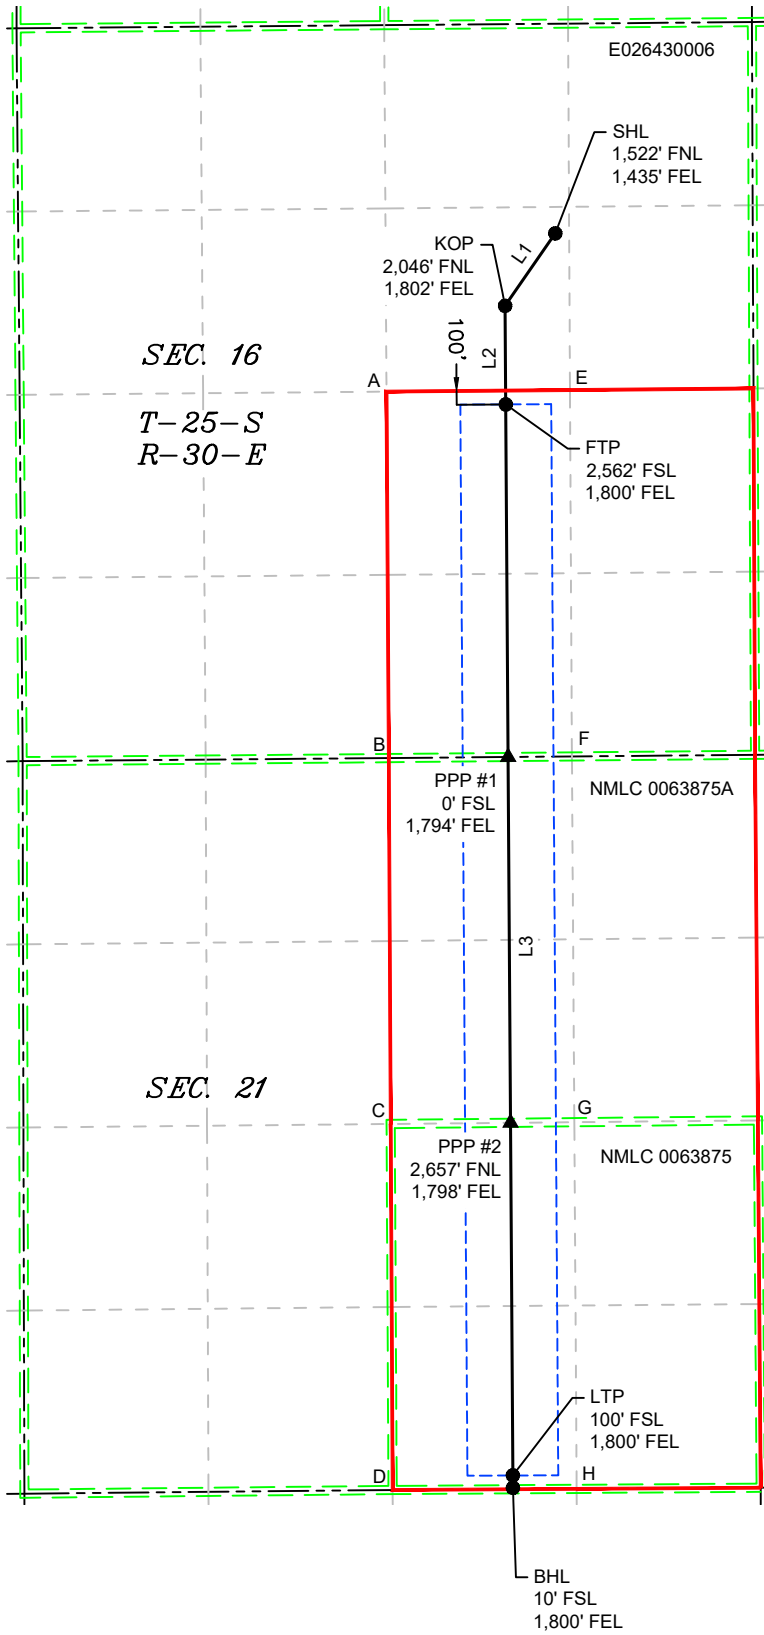 E026430006
SHL
1,522' FNL
1,435' FEL
KOP
2,046' FNL
1,802' FEL
L1
100'
L2
SEC. 16
T-25-S
R-30-E
A
E
FTP
2,562' FSL
1,800' FEL
B
F
PPP #1
0' FSL
1,794' FEL
NMLC 0063875A
L3
SEC. 21
C
G
PPP #2
2,657' FNL
1,798' FEL
NMLC 0063875
LTP
100' FSL
1,800' FEL
D
H
BHL
10' FSL
1,800' FEL